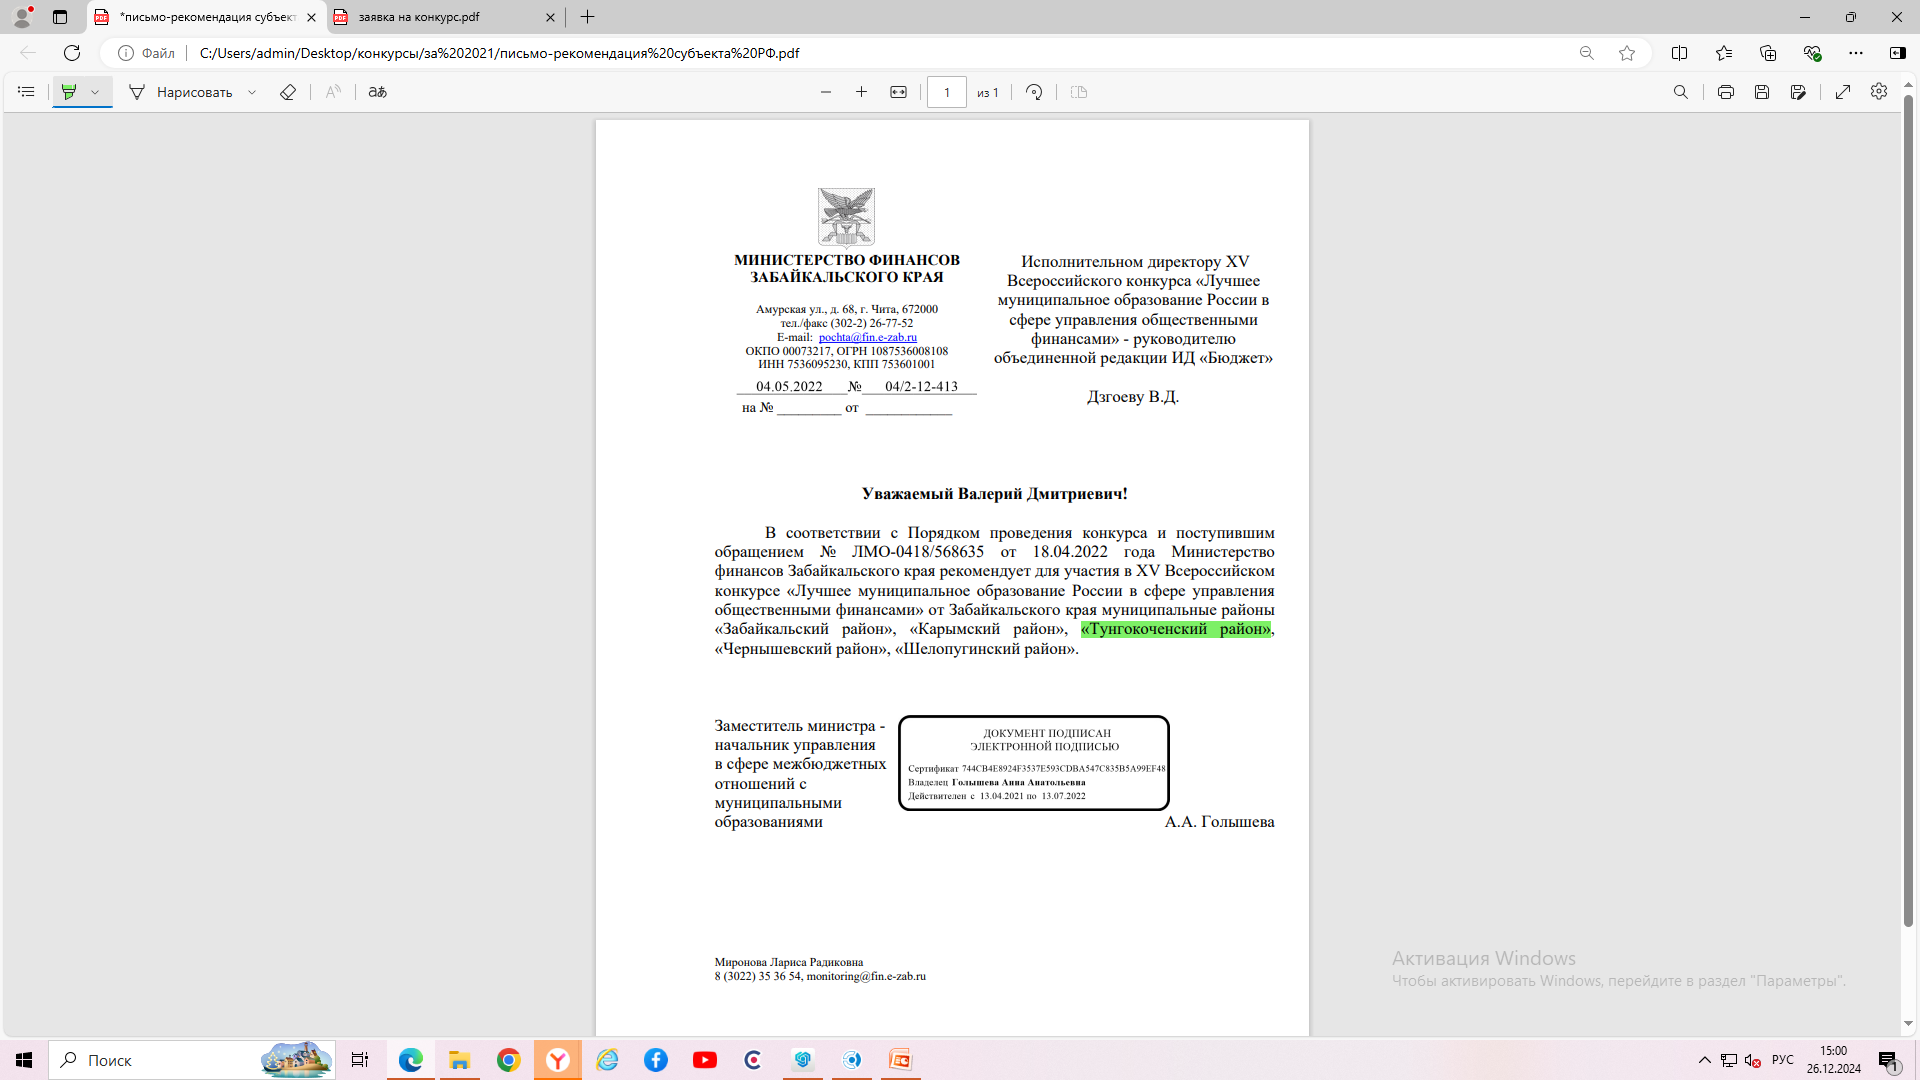 *письмо-рекомендация субъект
заявка на конкурс.pdf
Файл
C:/Users/admin/Desktop/конкурсы/за%202021/письмо-рекомендация%20субъекта%20РФ.pdf
Нарисовать
1
из 1
МИНИСТЕРСТВО ФИНАНСОВ
ЗАБАЙКАЛЬСКОГО КРАЯ
Амурская ул., д. 68, г. Чита, 672000
тел./факс (302-2) 26-77-52
E-mail: pochta@fin.e-zab.ru
ОКПО 00073217, ОГРН 1087536008108
ИНН 7536095230, КПП 753601001
04.05.2022 № 04/2-12-413
на № _________ от ____________
Исполнительном директору XV
Всероссийского конкурса «Лучшее
муниципальное образование России в
сфере управления общественными
финансами» - руководителю
объединенной редакции ИД «Бюджет»
Дзгоеву В.Д.
Уважаемый Валерий Дмитриевич!
В соответствии с Порядком проведения конкурса и поступившим
обращением № ЛМО-0418/568635 от 18.04.2022 года Министерство
финансов Забайкальского края рекомендует для участия в XV Всероссийском
конкурсе «Лучшее муниципальное образование России в сфере управления
общественными финансами» от Забайкальского края муниципальные районы
«Забайкальский район», «Карымский район», «Тунгокоченский район»,
«Чернышевский район», «Шелопугинский район».
Заместитель министра -
начальник управления
в сфере межбюджетных
отношений с
муниципальными
образованиями
ДОКУМЕНТ ПОДПИСАН
ЭЛЕКТРОННОЙ ПОДПИСЬЮ
Сертификат 744CB4E8924F3537E593CDBA547C835B5A99EF48
Владелец Голышева Анна Анатольевна
Действителен с 13.04.2021 по 13.07.2022
А.А. Голышева
Миронова Лариса Радиковна
8 (3022) 35 36 54, monitoring@fin.e-zab.ru
Активация Windows
Чтобы активировать Windows, перейдите в раздел "Параметры".
Поиск
РУС
15:00
26.12.2024
1